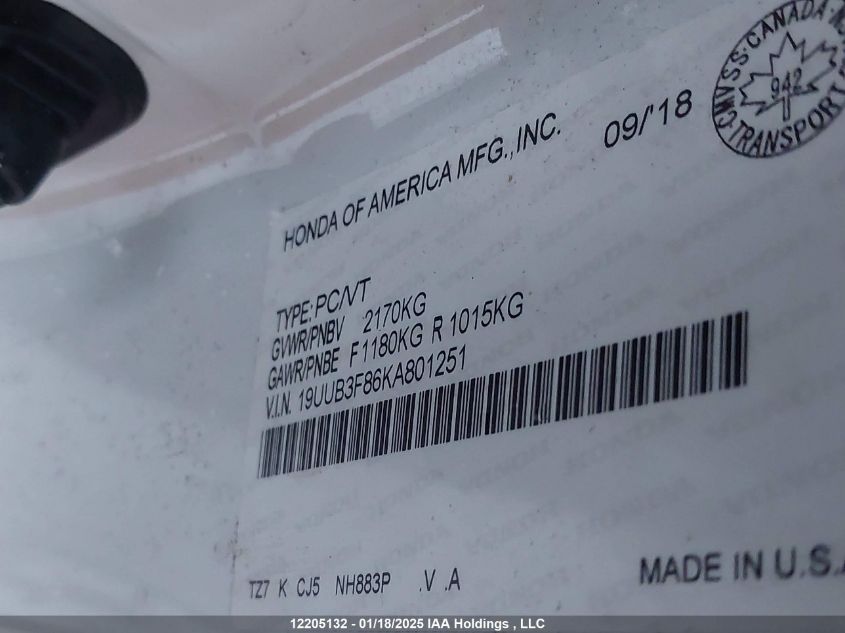 CMVSS·CANADA·N
942
TRANSPORT
09/'18
HONDA OF AMERICA MFG., INC.
TYPE: PC/VT
GVWR/PNBV 2170KG
GAWR/PNBE F1180KG R 1015KG
V.I.N. 19UUB3F86KA801251
TZ7 K CJ5 NH883P .V .A
MADE IN U.S.A
12205132 - 01/18/2025 IAA Holdings , LLC